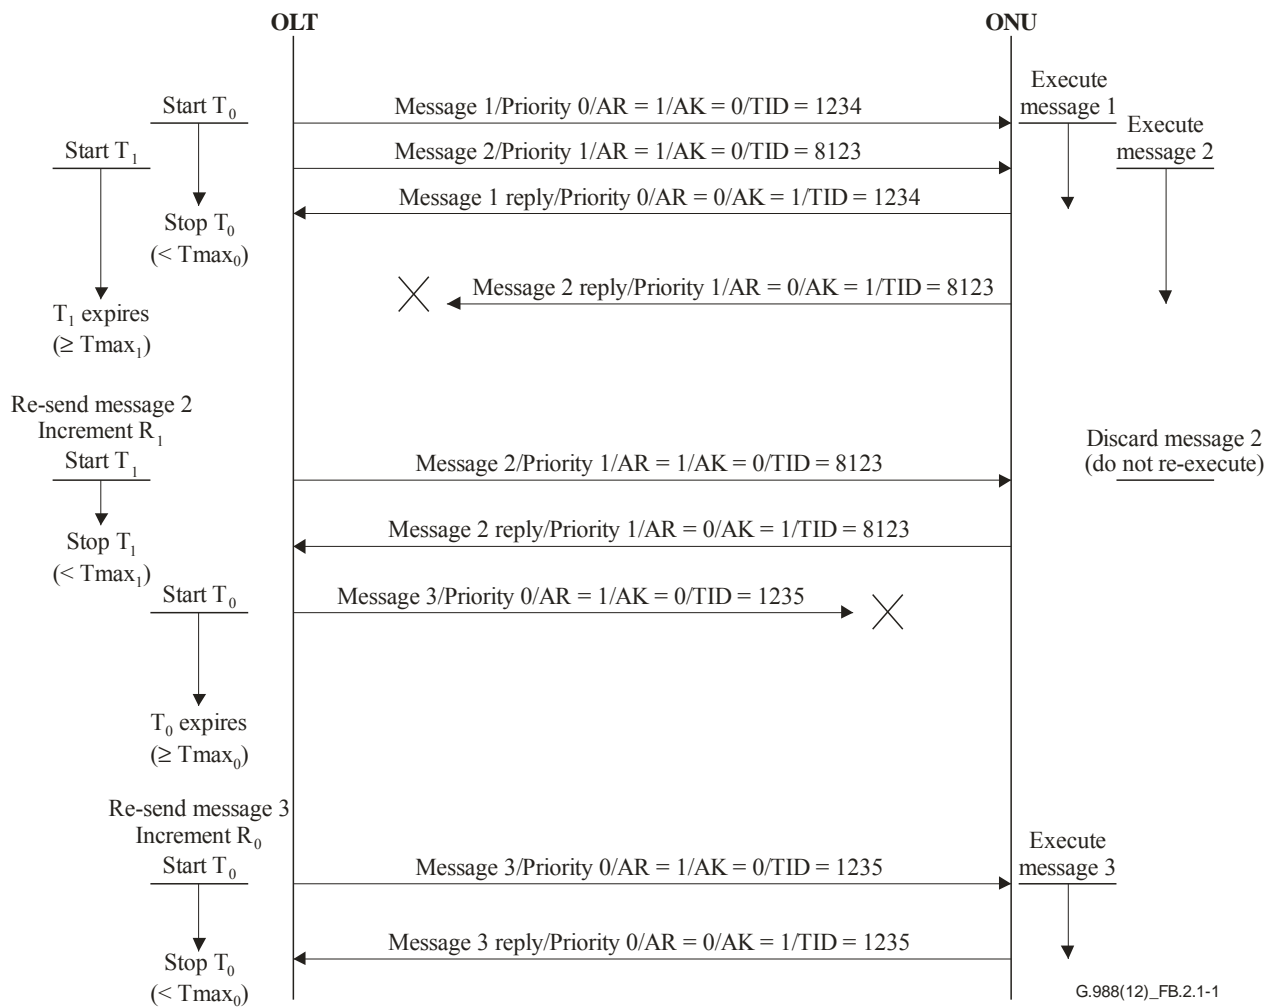 OLT
ONU
Start T0
Message 1/Priority 0/AR = 1/AK = 0/TID = 1234
Execute
message 1
Start T1
Message 2/Priority 1/AR = 1/AK = 0/TID = 8123
Execute
message 2
Message 1 reply/Priority 0/AR = 0/AK = 1/TID = 1234
Stop T0
(< Tmax0)
Message 2 reply/Priority 1/AR = 0/AK = 1/TID = 8123
T1 expires
(≥ Tmax1)
Re-send message 2
Increment R1
Start T1
Message 2/Priority 1/AR = 1/AK = 0/TID = 8123
Discard message 2
(do not re-execute)
Message 2 reply/Priority 1/AR = 0/AK = 1/TID = 8123
Stop T1
(< Tmax1)
Start T0
Message 3/Priority 0/AR = 1/AK = 0/TID = 1235
T0 expires
(≥ Tmax0)
Re-send message 3
Increment R0
Start T0
Message 3/Priority 0/AR = 1/AK = 0/TID = 1235
Execute
message 3
Message 3 reply/Priority 0/AR = 0/AK = 1/TID = 1235
Stop T0
(< Tmax0)
G.988(12)_FB.2.1-1